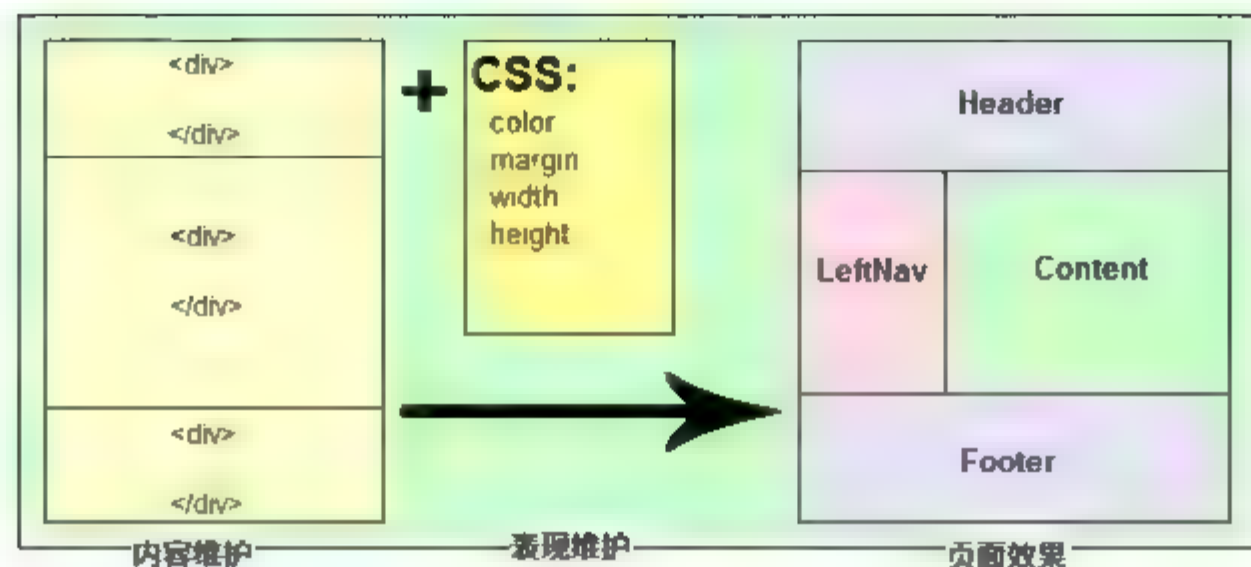 <div>
</div>
<div>
</div>
<div>
</div>
+
CSS:
color
margin
width
height
Header
LeftNav
Content
Footer
内容维护
表现维护
页面效果